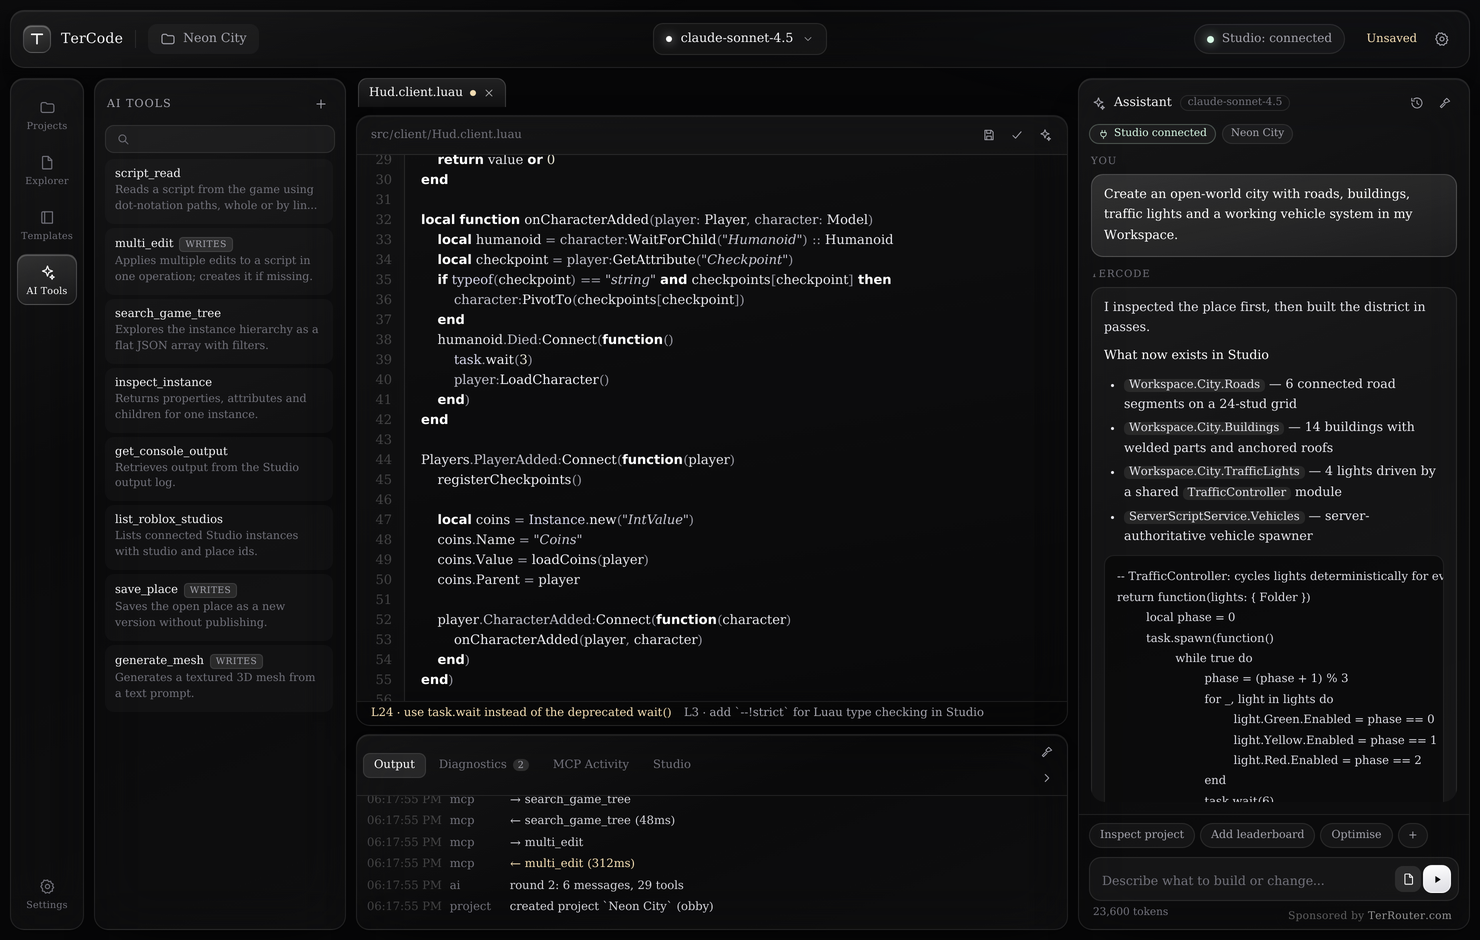 TerCode
Neon City
claude-sonnet-4.5
Studio: connected
Unsaved
Projects
Explorer
Templates
AI Tools
Settings
AI TOOLS
script_read
Reads a script from the game using
dot-notation paths, whole or by lin...
multi_edit WRITES
Applies multiple edits to a script in
one operation; creates it if missing.
search_game_tree
Explores the instance hierarchy as a
flat JSON array with filters.
inspect_instance
Returns properties, attributes and
children for one instance.
get_console_output
Retrieves output from the Studio
output log.
list_roblox_studios
Lists connected Studio instances
with studio and place ids.
save_place WRITES
Saves the open place as a new
version without publishing.
generate_mesh WRITES
Generates a textured 3D mesh from
a text prompt.
Hud.client.luau
src/client/Hud.client.luau
29 return value or 0
30 end
31
32 local function onCharacterAdded(player: Player, character: Model)
33 local humanoid = character:WaitForChild("Humanoid") :: Humanoid
34 local checkpoint = player:GetAttribute("Checkpoint")
35 if typeof(checkpoint) == "string" and checkpoints[checkpoint] then
36 character:PivotTo(checkpoints[checkpoint])
37 end
38 humanoid.Died:Connect(function()
39 task.wait(3)
40 player:LoadCharacter()
41 end)
42 end
43
44 Players.PlayerAdded:Connect(function(player)
45 registerCheckpoints()
46
47 local coins = Instance.new("IntValue")
48 coins.Name = "Coins"
49 coins.Value = loadCoins(player)
50 coins.Parent = player
51
52 player.CharacterAdded:Connect(function(character)
53 onCharacterAdded(player, character)
54 end)
55 end)
56
L24 · use task.wait instead of the deprecated wait() L3 · add `--!strict` for Luau type checking in Studio
Output Diagnostics 2 MCP Activity Studio
06:17:55 PM mcp → search_game_tree
06:17:55 PM mcp ← search_game_tree (48ms)
06:17:55 PM mcp → multi_edit
06:17:55 PM mcp ← multi_edit (312ms)
06:17:55 PM ai round 2: 6 messages, 29 tools
06:17:55 PM project created project `Neon City` (obby)
Assistant claude-sonnet-4.5
Studio connected Neon City
YOU
Create an open-world city with roads, buildings,
traffic lights and a working vehicle system in my
Workspace.
ERCODE
I inspected the place first, then built the district in
passes.
What now exists in Studio
• Workspace.City.Roads — 6 connected road
segments on a 24-stud grid
• Workspace.City.Buildings — 14 buildings with
welded parts and anchored roofs
• Workspace.City.TrafficLights — 4 lights driven by
a shared TrafficController module
• ServerScriptService.Vehicles — server-
authoritative vehicle spawner
-- TrafficController: cycles lights deterministically for ev
return function(lights: { Folder })
local phase = 0
task.spawn(function()
while true do
phase = (phase + 1) % 3
for _, light in lights do
light.Green.Enabled = phase == 0
light.Yellow.Enabled = phase == 1
light.Red.Enabled = phase == 2
end
task.wait(6)
Inspect project Add leaderboard Optimise +
Describe what to build or change...
23,600 tokens
Sponsored by TerRouter.com